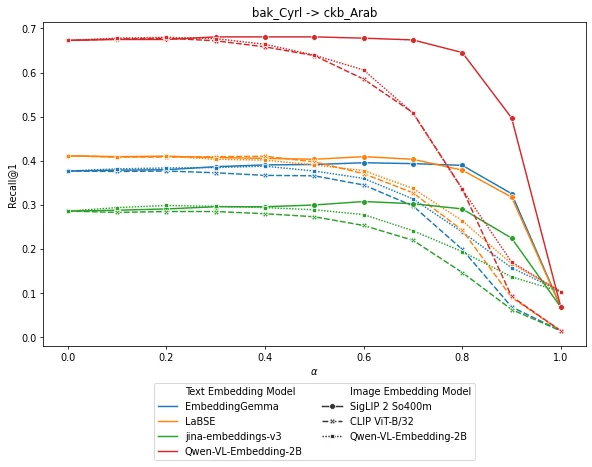 bak_Cyrl -> ckb_Arab
Recall@1
0.7
0.6
0.5
0.4
0.3
0.2
0.1
0.0
0.0 0.2 0.4 0.6 0.8 1.0
α
Text Embedding Model Image Embedding Model
EmbeddingGemma SigLIP 2 So400m
LaBSE CLIP ViT-B/32
jina-embeddings-v3 Qwen-VL-Embedding-2B
Qwen-VL-Embedding-2B